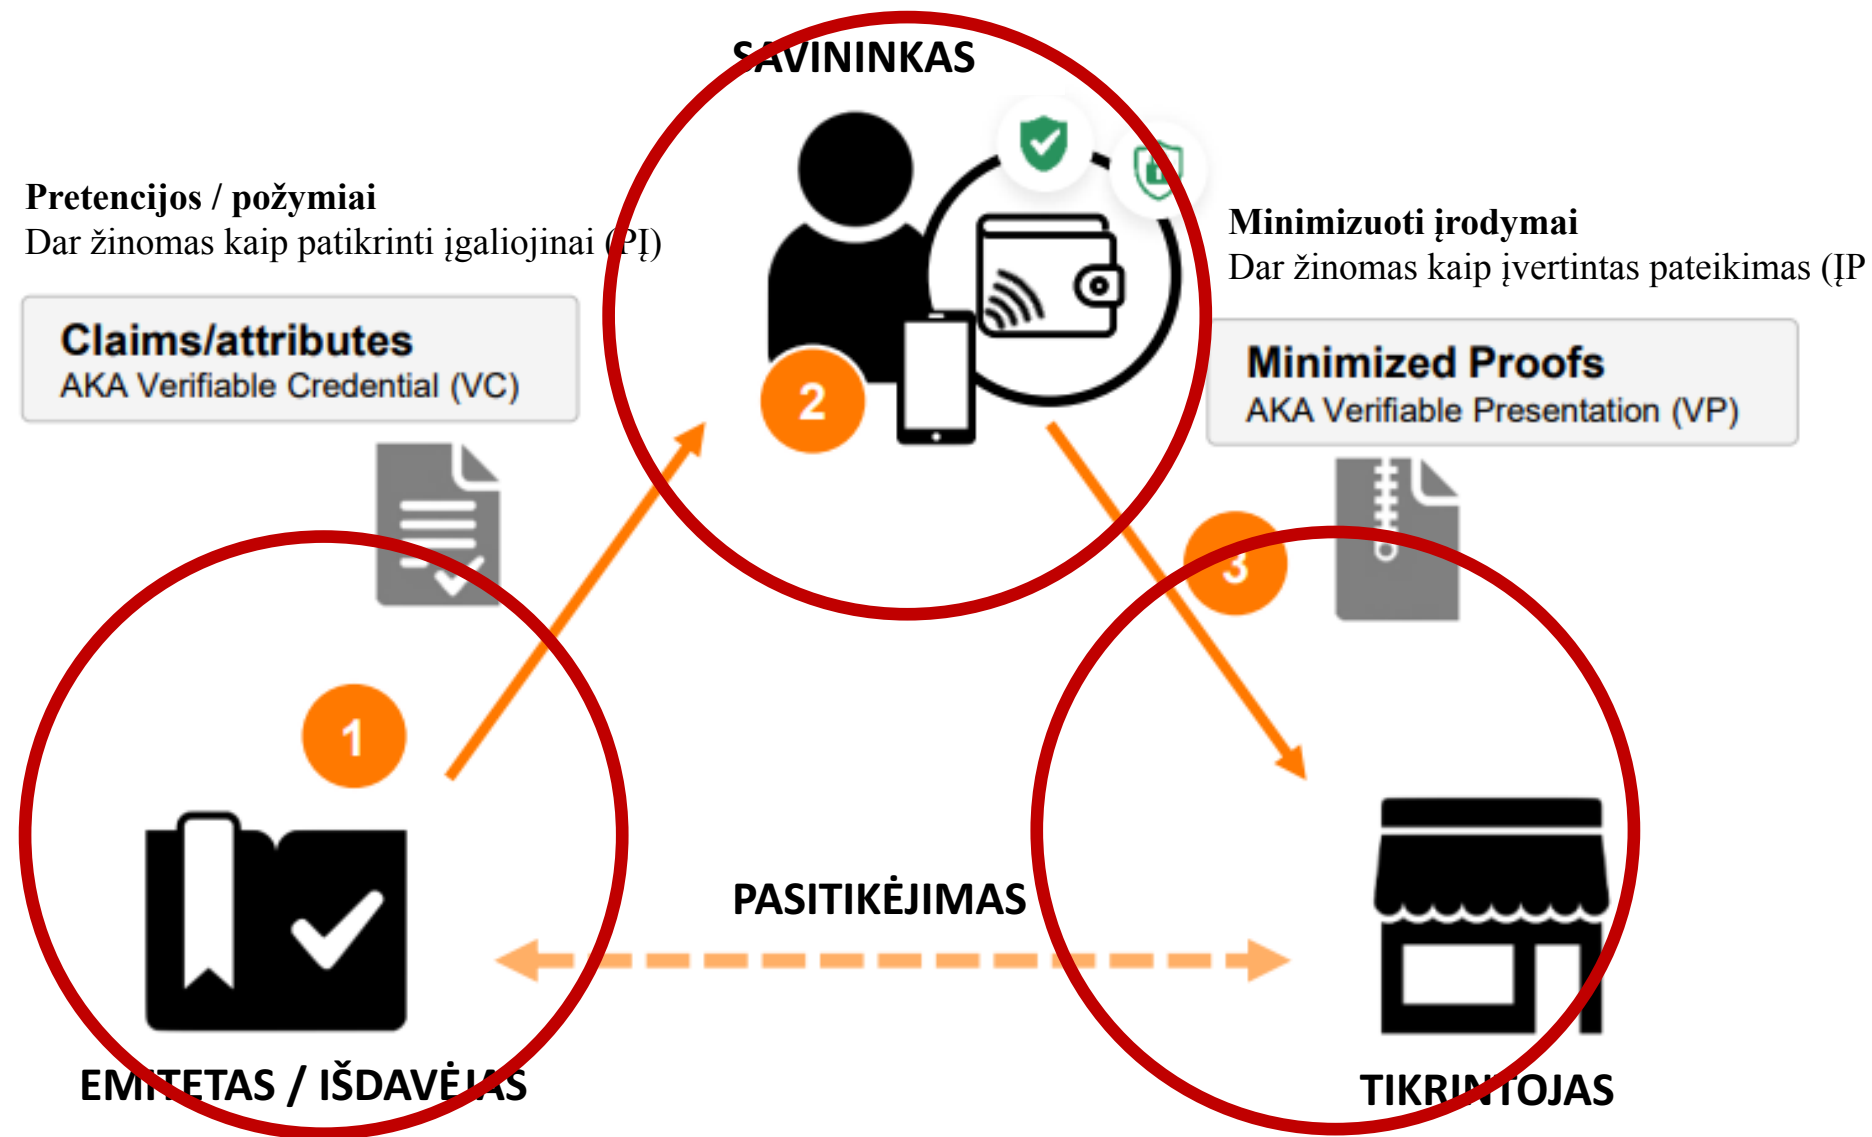 SAVININKAS
Pretencijos / požymiai
Dar žinomas kaip patikrinti įgaliojinai (PĮ)
Claims/attributes
AKA Verifiable Credential (VC)
Minimizuoti įrodymai
Dar žinomas kaip įvertintas pateikimas (ĮP
Minimized Proofs
AKA Verifiable Presentation (VP)
2
3
1
PASITIKĖJIMAS
EMITETAS / IŠDAVĖJAS
TIKRINTOJAS